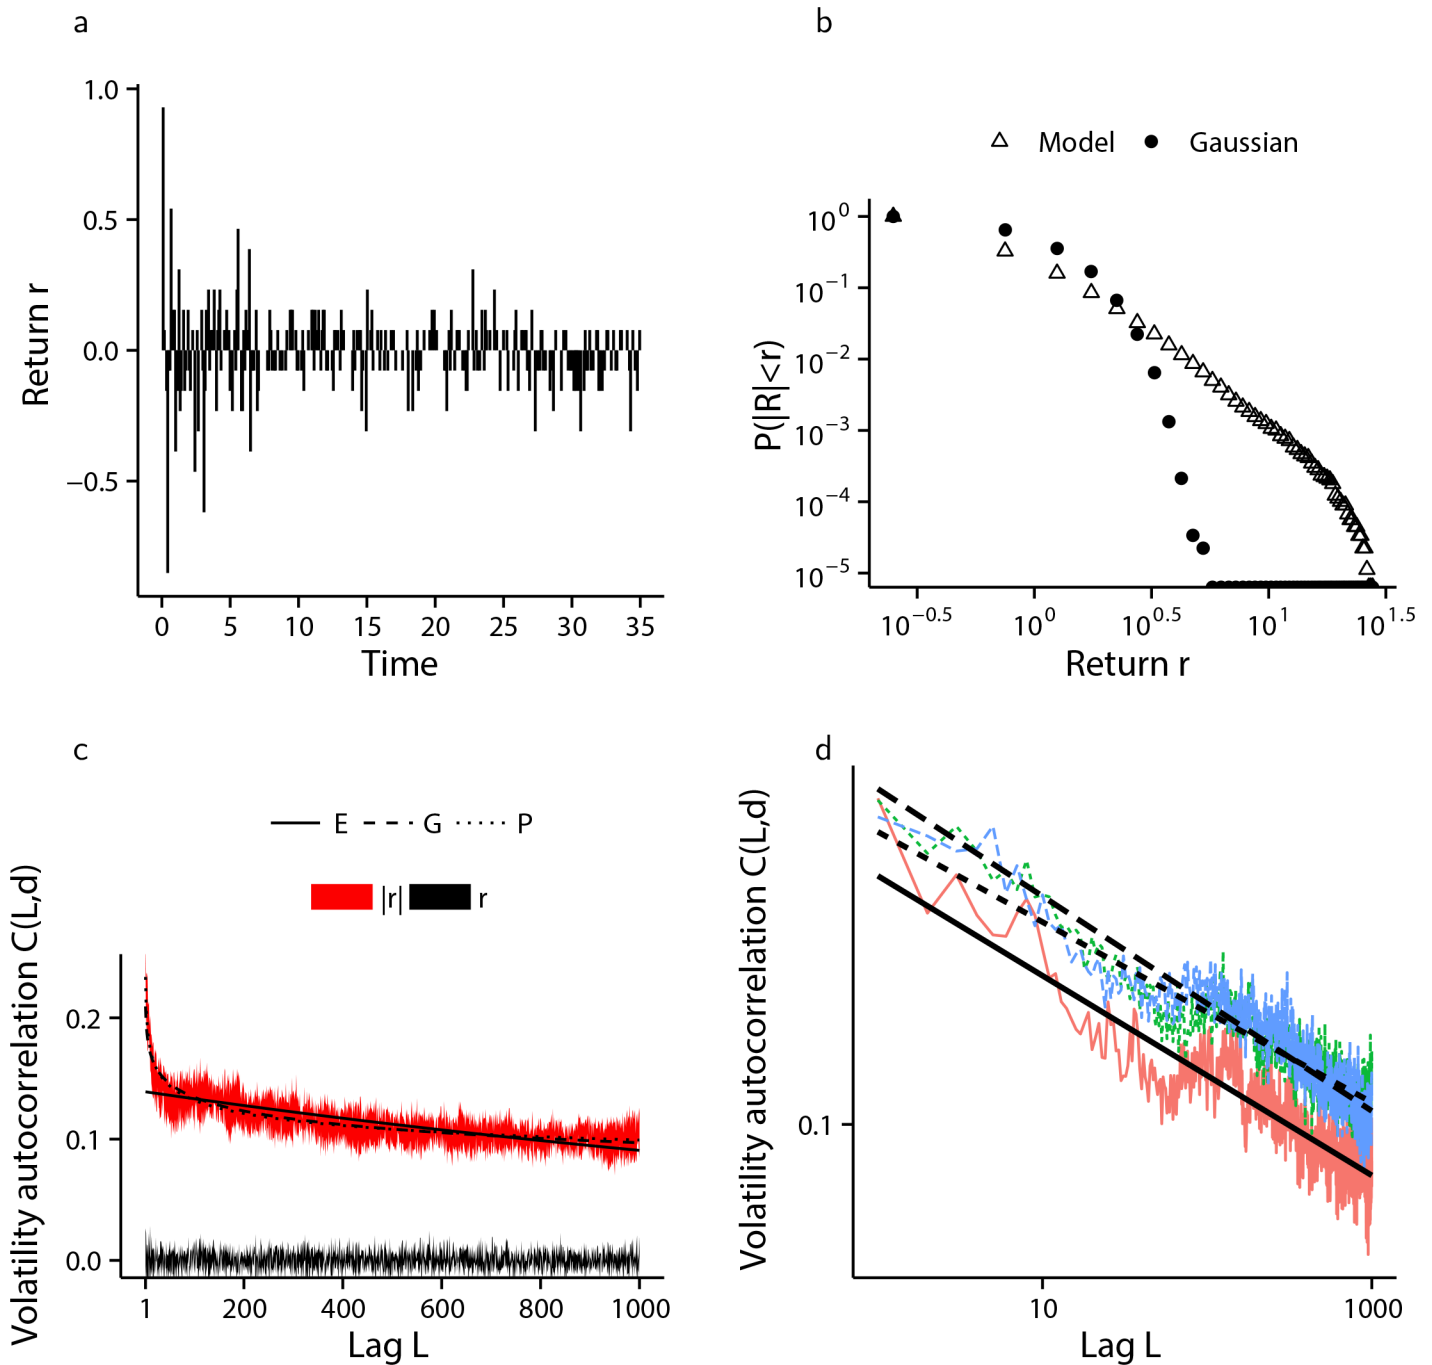 a
1.0
0.5
0.0
−0.5
Return r
0 5 10 15 20 25 30 35
Time
b
Model Gaussian
10^0
10^−1
10^−2
10^−3
10^−4
10^−5
P(|R|<r)
10^−0.5 10^0 10^0.5 10^1 10^1.5
Return r
c
E G P
|r| r
0.2
0.1
0.0
Volatility autocorrelation C(L,d)
1 200 400 600 800 1000
Lag L
d
0.1
Volatility autocorrelation C(L,d)
10 1000
Lag L